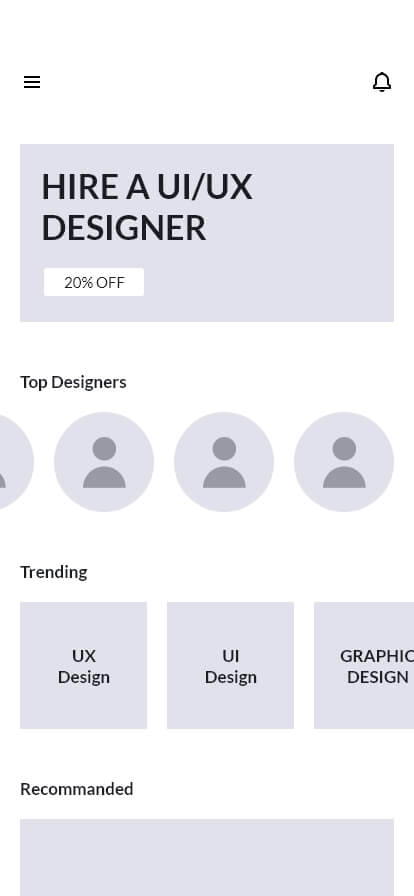 HIRE A UI/UX
DESIGNER
20% OFF
Top Designers
Trending
UX
Design
UI
Design
GRAPHIC
DESIGN
Recommanded